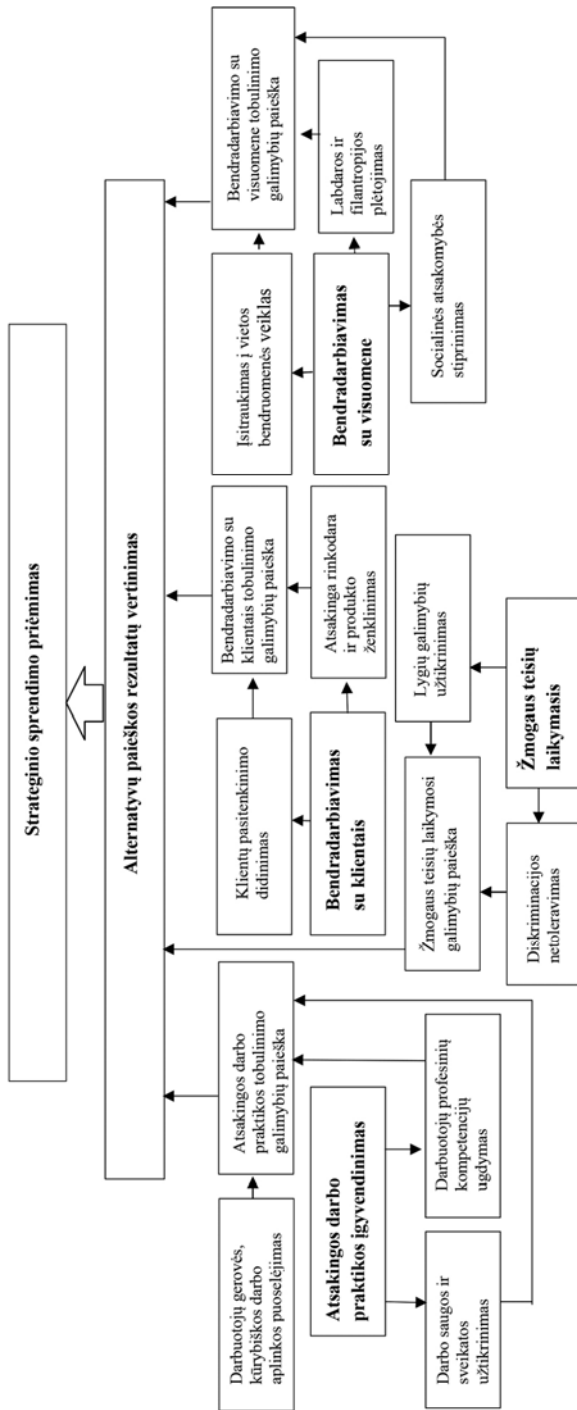 Strateginio sprendimo priėmimas
Alternatyvų paieškos rezultatų vertinimas
Darbuotojų gerovės,
kūrybiškos darbo
aplinkos puoselėjimas
Atsakingos darbo
praktikos tobulinimo
galimybių paieška
Atsakingos darbo
praktikos įgyvendinimas
Darbo saugos ir
sveikatos
užtikrinimas
Darbuotojų profesinių
kompetencijų
ugdymas
Klientų pasitenkinimo
didinimas
Bendradarbiavimo su
klientais tobulinimo
galimybių paieška
Bendradarbiavimas
su klientais
Atsakinga rinkodara
ir produkto
ženklinimas
Žmogaus teisių laikymosi
galimybių paieška
Lygių galimybių
užtikrinimas
Diskriminacijos
netoleravimas
Žmogaus teisių
laikymasis
Įsitraukimas į vietos
bendruomenės veiklas
Bendradarbiavimo su
visuomene tobulinimo
galimybių paieška
Bendradarbiavimas
su visuomene
Labdaros ir
filantropijos
plėtojimas
Socialinės atsakomybės
stiprinimas